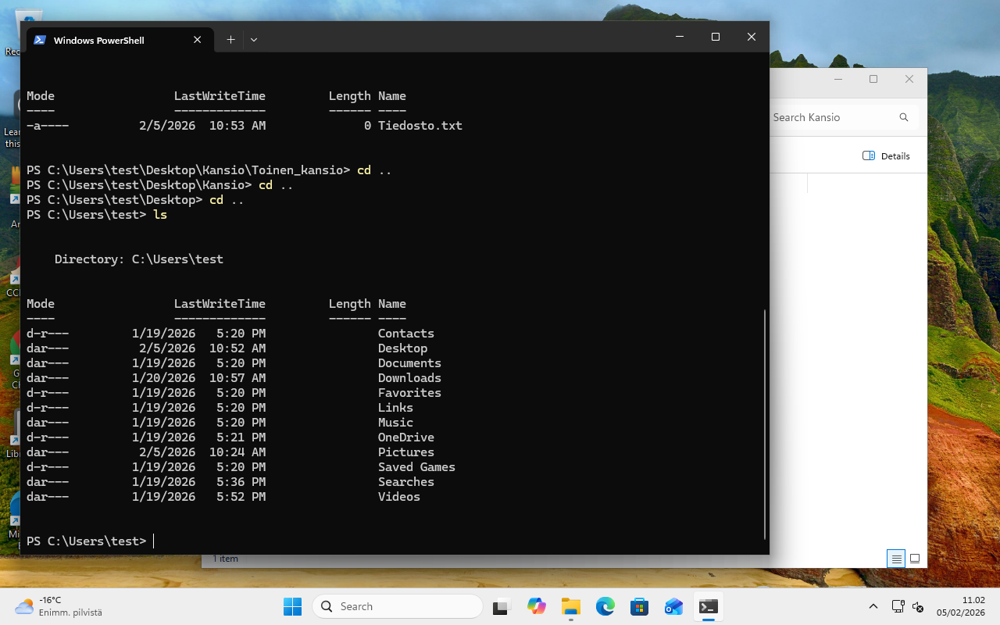 Windows PowerShell
Mode                 LastWriteTime         Length Name
----                 -------------         ------ ----
-a----          2/5/2026  10:53 AM              0 Tiedosto.txt
PS C:\Users\test\Desktop\Kansio\Toinen_kansio> cd ..
PS C:\Users\test\Desktop\Kansio> cd ..
PS C:\Users\test\Desktop> cd ..
PS C:\Users\test> ls
Directory: C:\Users\test
Mode                 LastWriteTime         Length Name
----                 -------------         ------ ----
d-r---         1/19/2026   5:20 PM                Contacts
dar---          2/5/2026  10:52 AM                Desktop
dar---         1/19/2026   5:20 PM                Documents
dar---         1/20/2026  10:57 AM                Downloads
d-r---         1/19/2026   5:20 PM                Favorites
d-r---         1/19/2026   5:20 PM                Links
dar---         1/19/2026   5:20 PM                Music
d-r---         1/19/2026   5:21 PM                OneDrive
dar---          2/5/2026  10:24 AM                Pictures
d-r---         1/19/2026   5:20 PM                Saved Games
dar---         1/19/2026   5:36 PM                Searches
dar---         1/19/2026   5:52 PM                Videos
PS C:\Users\test>
Search Kansio
Details
1 item
-16°C
Enimm. pilvistä
Search
11.02
05/02/2026